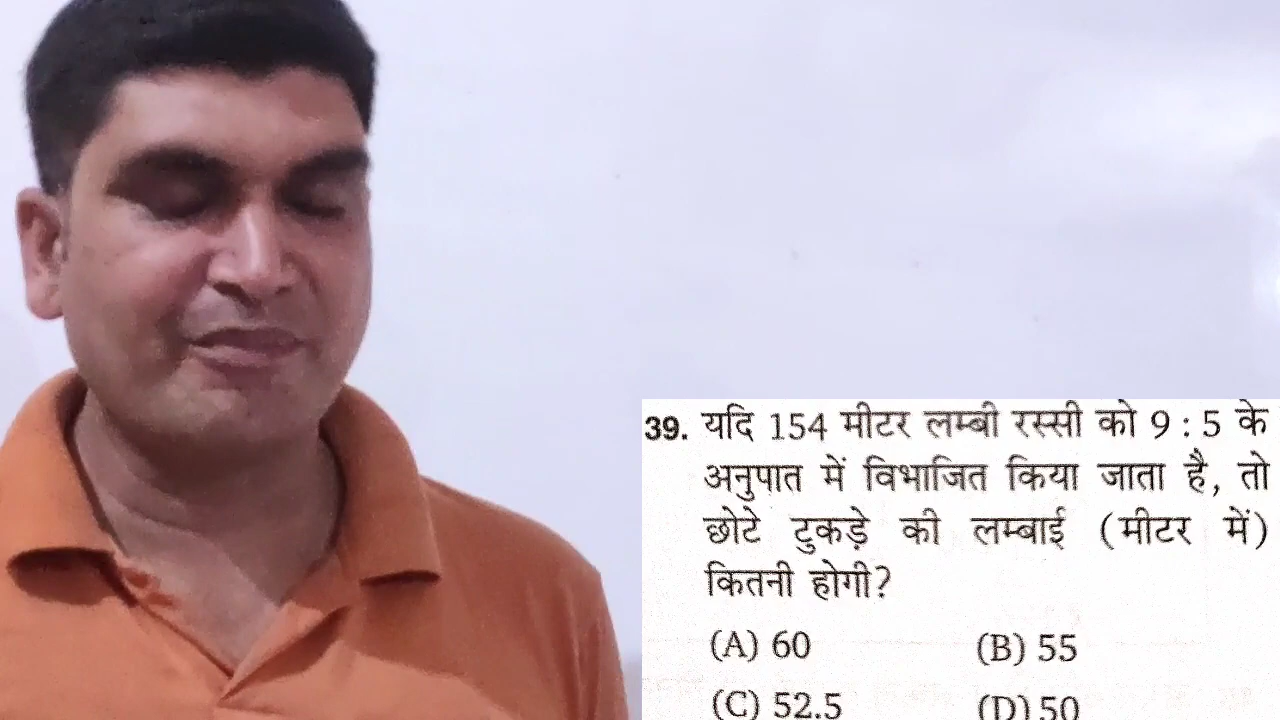 39. यदि 154 मीटर लम्बी रस्सी को 9 : 5 के
अनुपात में विभाजित किया जाता है, तो
छोटे टुकड़े की लम्बाई (मीटर में)
कितनी होगी?
(A) 60 (B) 55
(C) 52.5 (D) 50